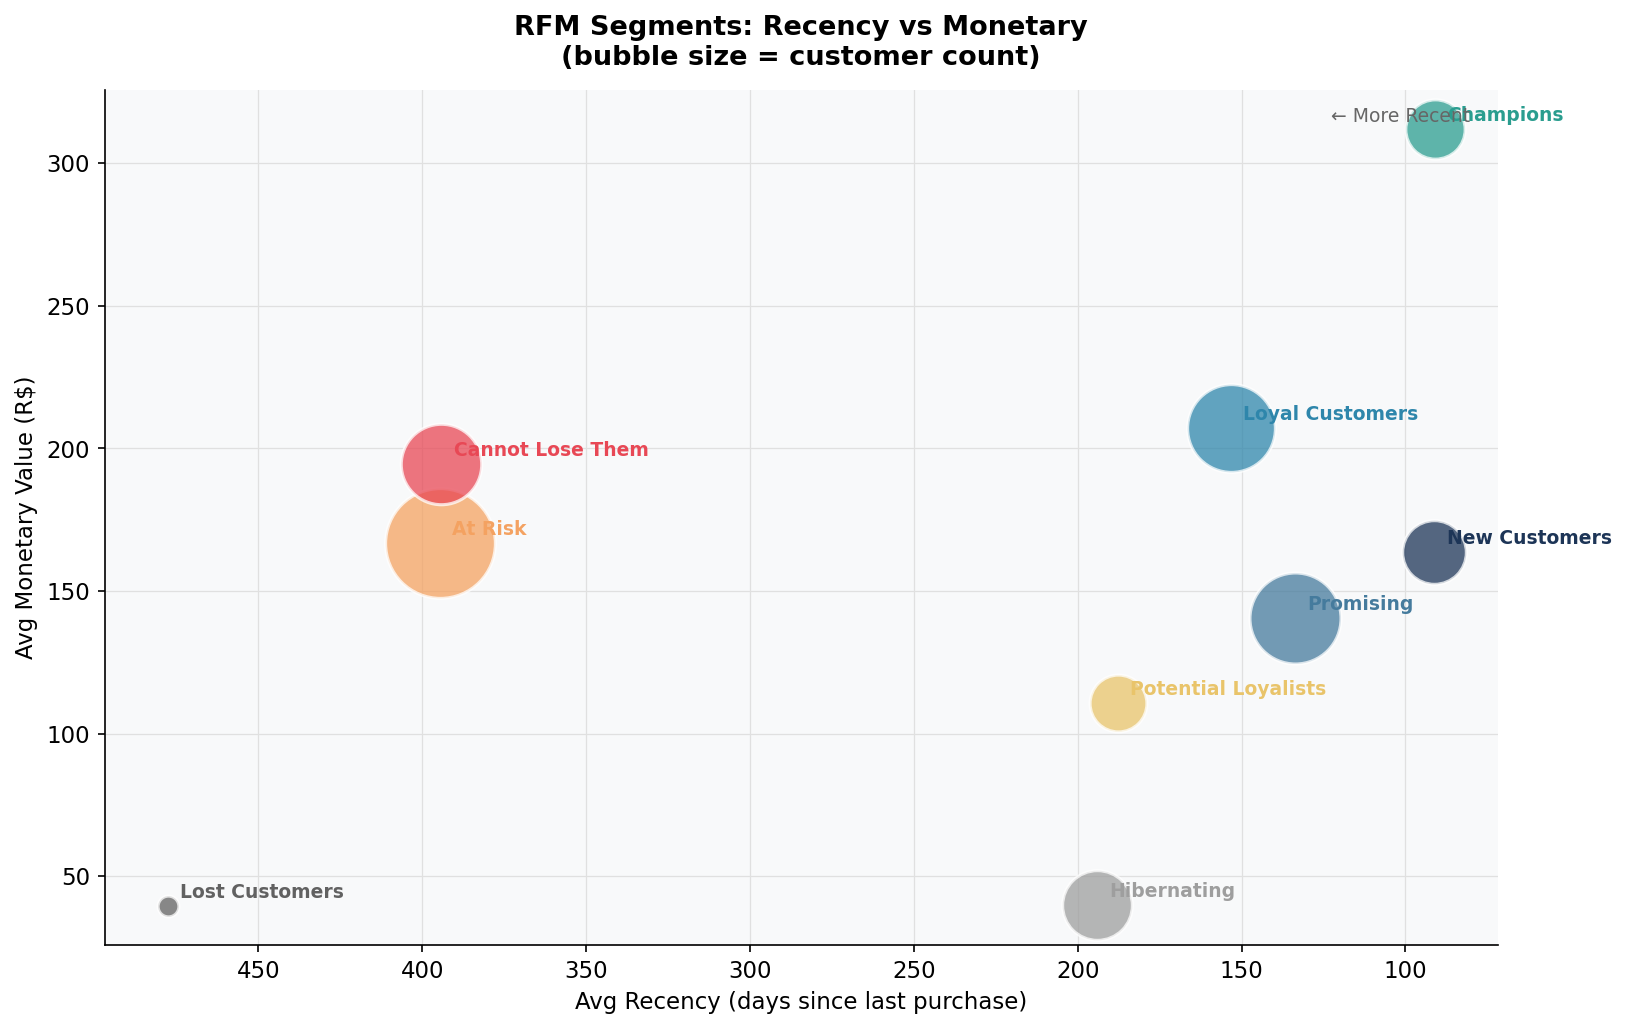 RFM Segments: Recency vs Monetary
(bubble size = customer count)
← More Recent
Champions
300
250
Loyal Customers
200
Cannot Lose Them
At Risk
New Customers
150
Promising
Potential Loyalists
100
50
Lost Customers
Hibernating
Avg Monetary Value (R$)
450 400 350 300 250 200 150 100
Avg Recency (days since last purchase)